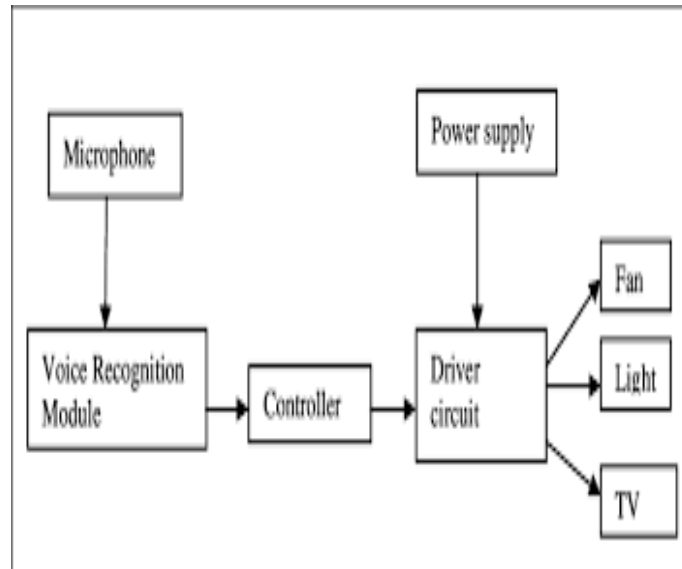 Microphone
Power supply
Fan
Voice Recognition
Module
Controller
Driver
circuit
Light
TV